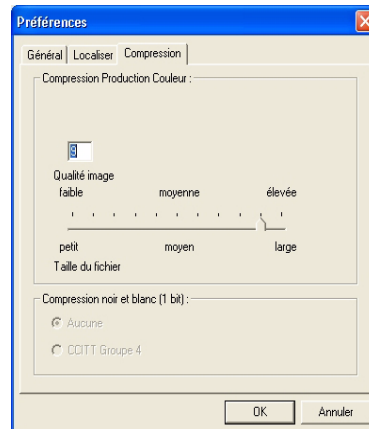 Préférences
Général Localiser Compression
Compression Production Couleur :
9
Qualité image
faible moyenne élevée
petit moyen large
Taille du fichier
Compression noir et blanc (1 bit) :
Aucune
CCITT Groupe 4
OK Annuler